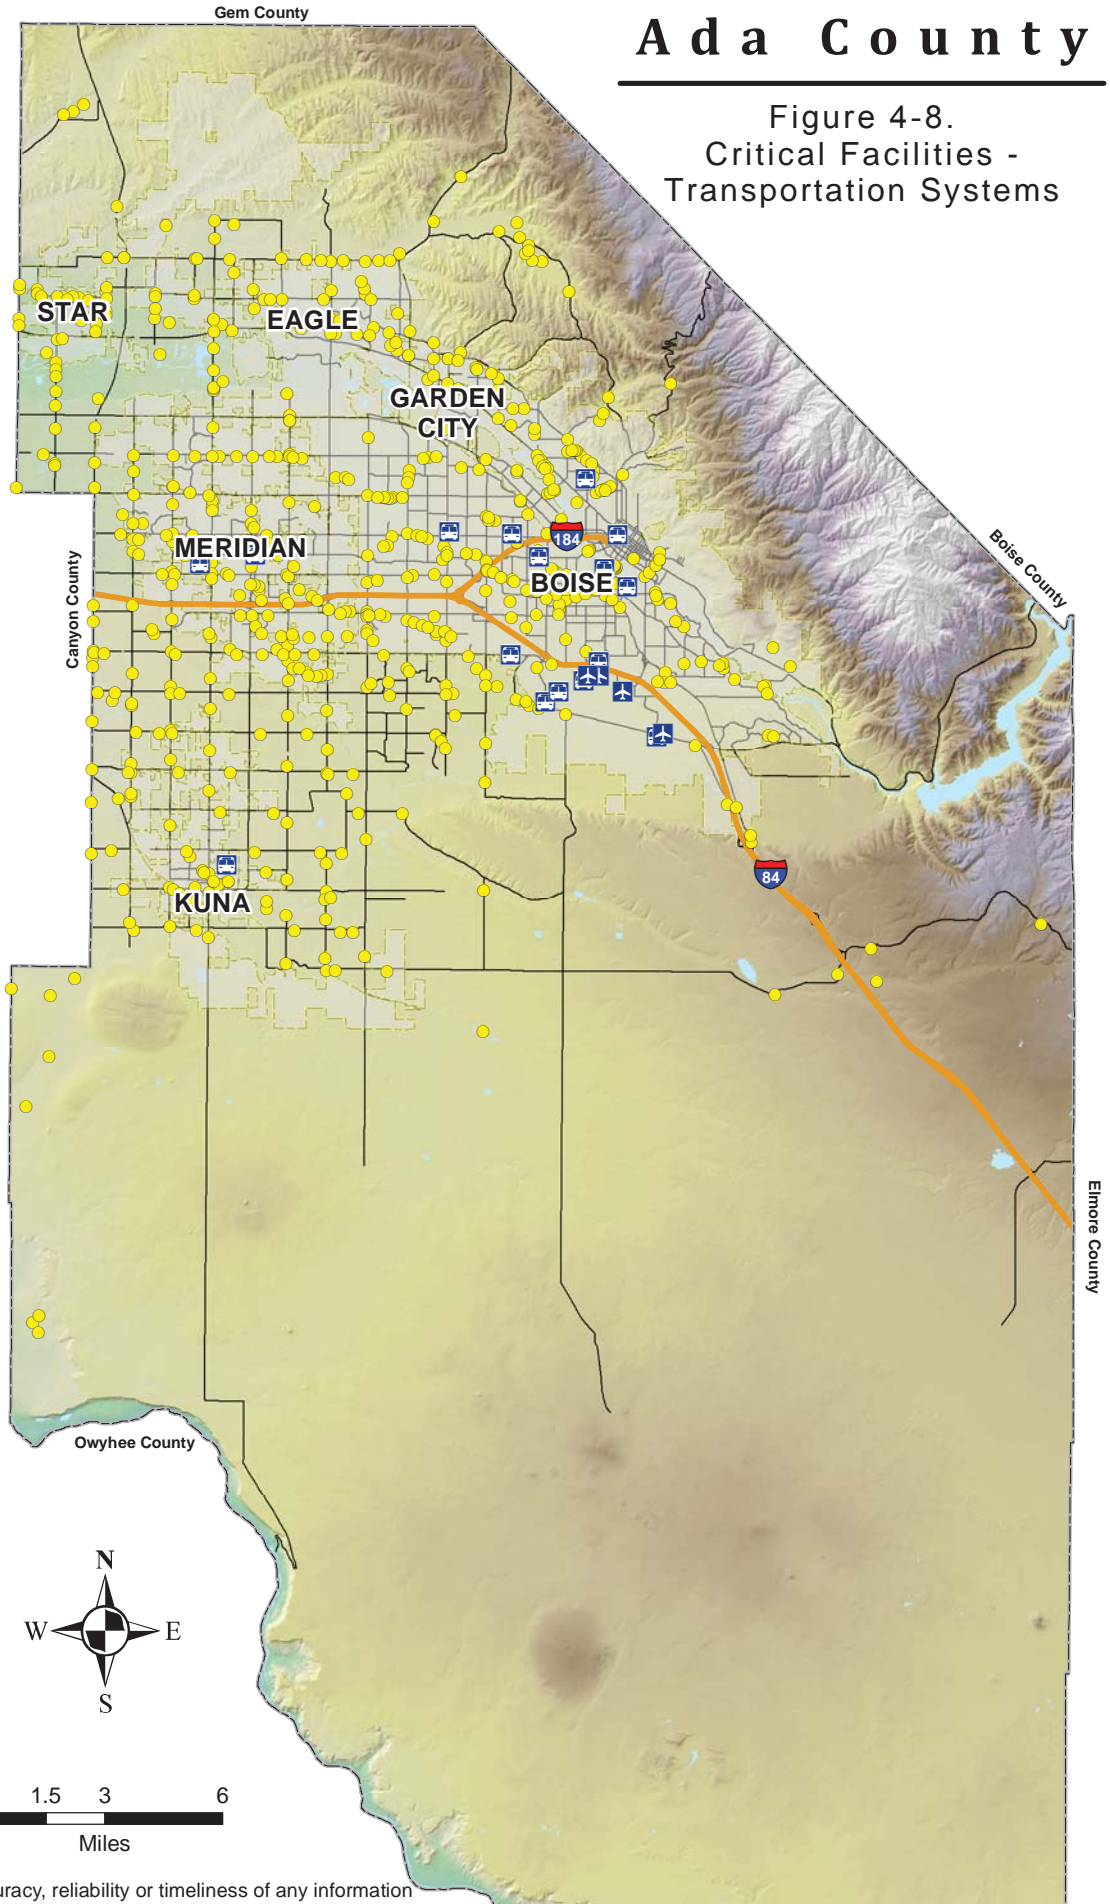 Gem County
Ada County
Figure 4-8.
Critical Facilities -
Transportation Systems
STAR
EAGLE
GARDEN
CITY
184
MERIDIAN
BOISE
Boise County
Canyon County
84
KUNA
Elmore County
Owyhee County
N
W E
S
1.5 3 6
Miles
uracy, reliability or timeliness of any information